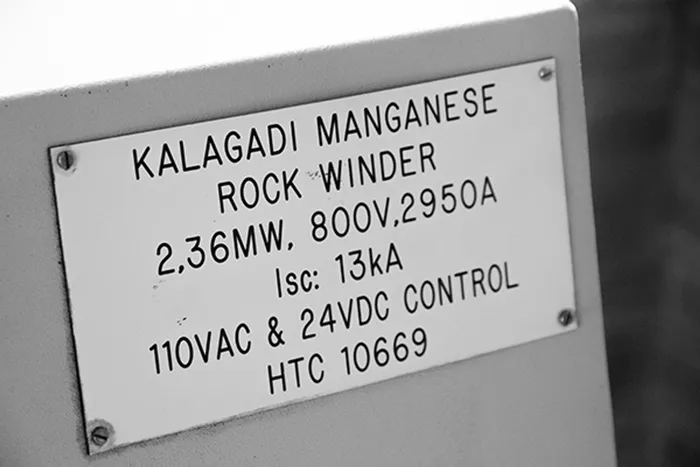 KALAGADI MANGANESE
ROCK WINDER
2,36MW, 800V,2950A
Isc: 13kA
110VAC & 24VDC CONTROL
HTC 10669